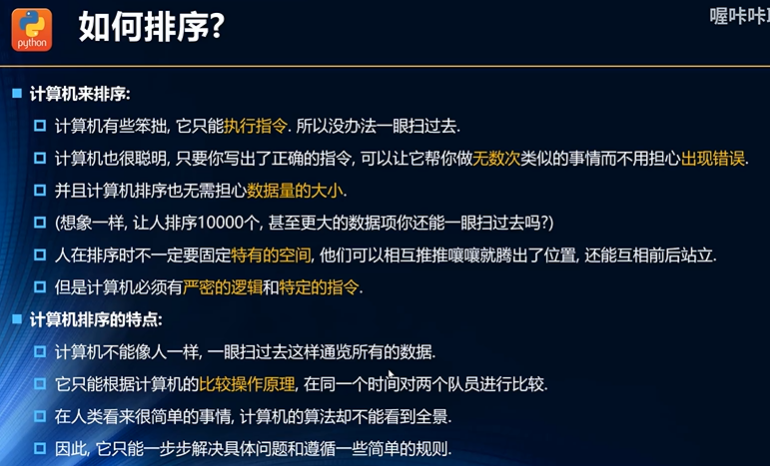 python
如何排序?
喔咔咔
计算机来排序:
计算机有些笨拙, 它只能执行指令. 所以没办法一眼扫过去.
计算机也很聪明, 只要你写出了正确的指令, 可以让它帮你做无数次类似的事情而不用担心出现错误.
并且计算机排序也无需担心数据量的大小.
(想象一样, 让人排序10000个, 甚至更大的数据项你还能一眼扫过去吗?)
人在排序时不一定要固定特有的空间, 他们可以相互推推嚷嚷就腾出了位置, 还能互相前后站立.
但是计算机必须有严密的逻辑和特定的指令.
计算机排序的特点:
计算机不能像人一样, 一眼扫过去这样通览所有的数据.
它只能根据计算机的比较操作原理, 在同一个时间对两个队员进行比较.
在人类看来很简单的事情, 计算机的算法却不能看到全景.
因此, 它只能一步步解决具体问题和遵循一些简单的规则.